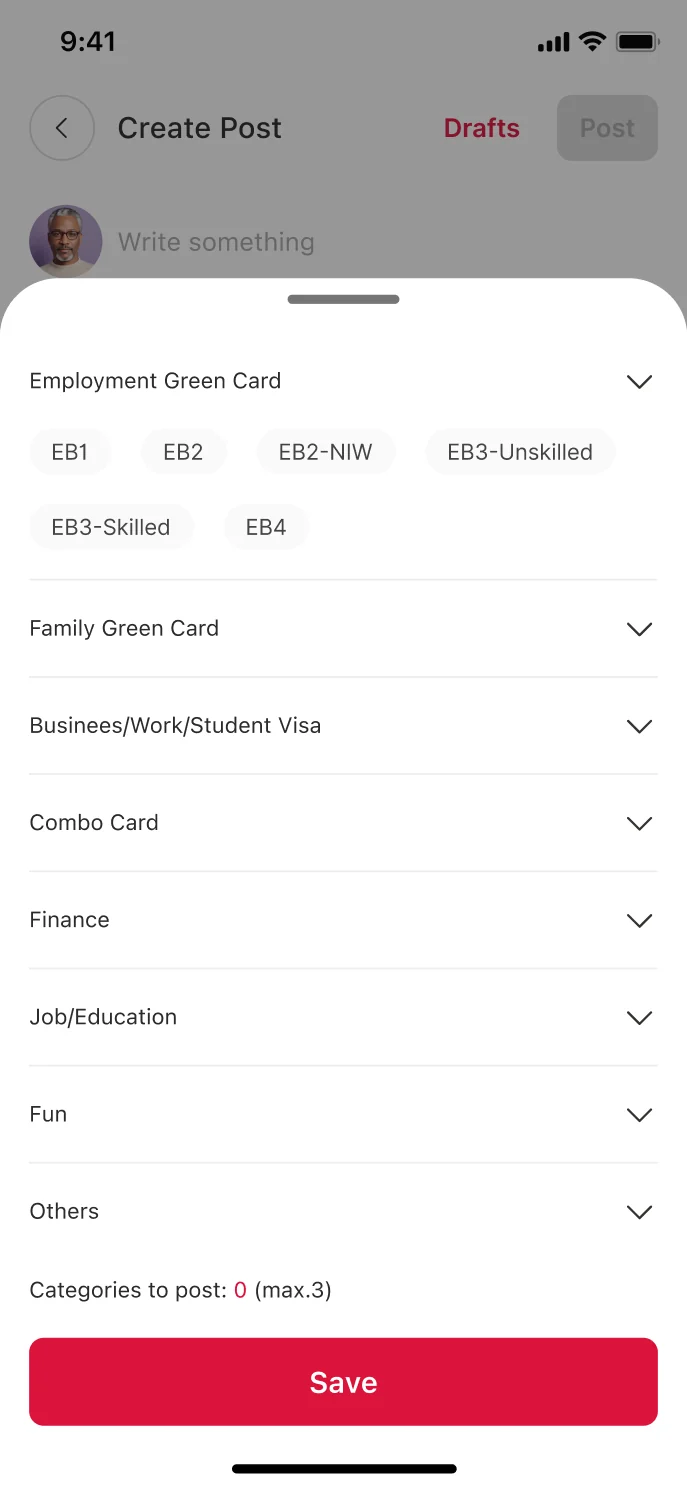 9:41
Create Post Drafts Post
Write something
Employment Green Card
EB1 EB2 EB2-NIW EB3-Unskilled
EB3-Skilled EB4
Family Green Card
Businees/Work/Student Visa
Combo Card
Finance
Job/Education
Fun
Others
Categories to post: 0 (max.3)
Save